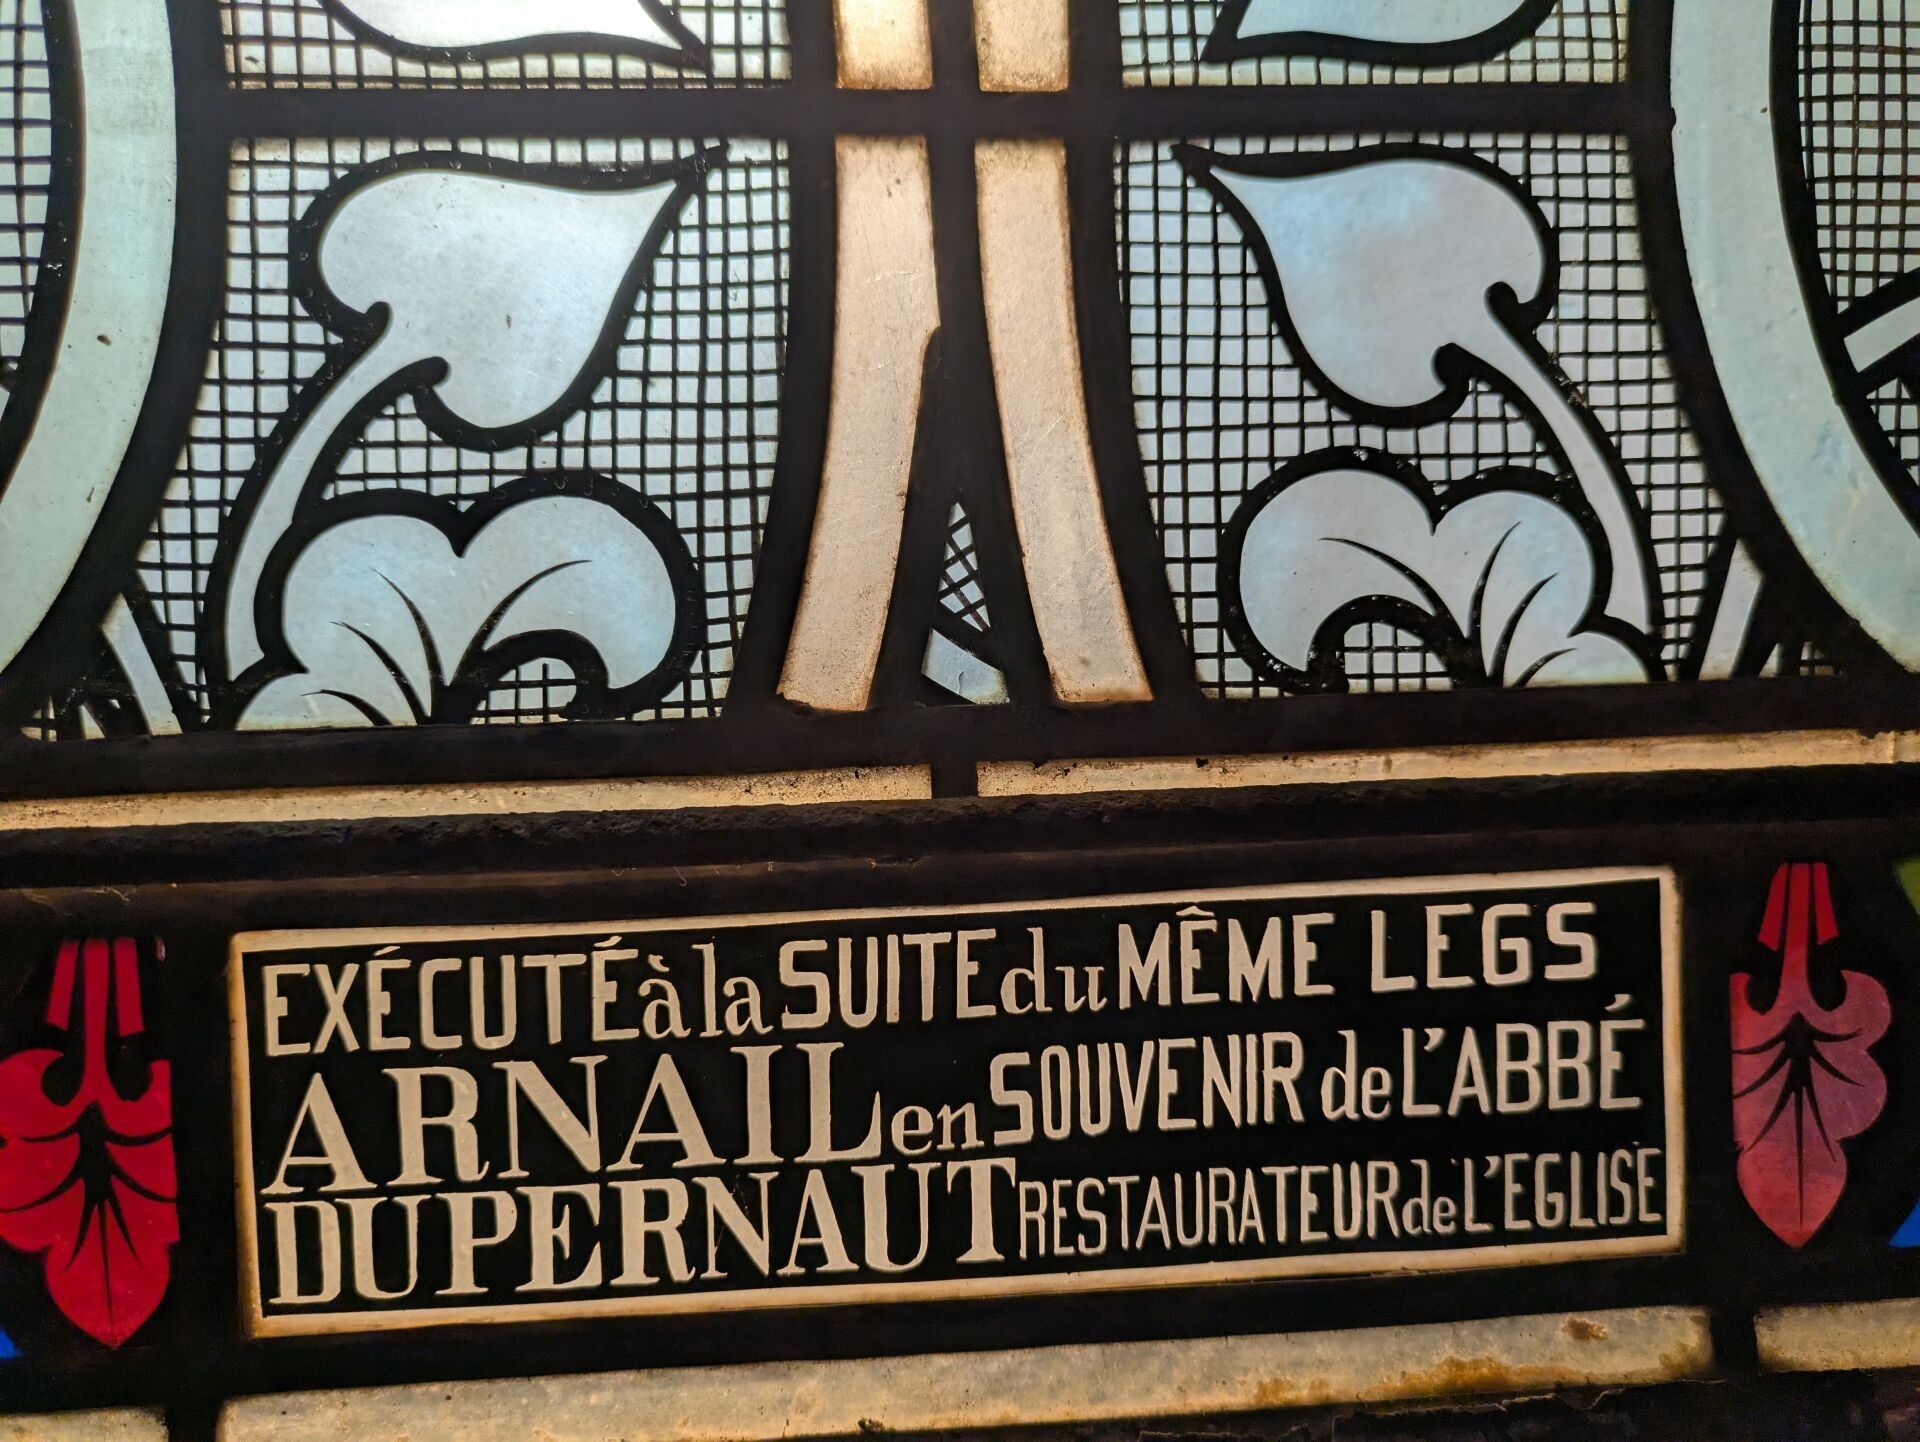 EXÉCUTÉ à la SUITE du MÊME LEGS
ARNAIL en SOUVENIR de L'ABBÉ
DUPERNAUT RESTAURATEUR de L'EGLISE